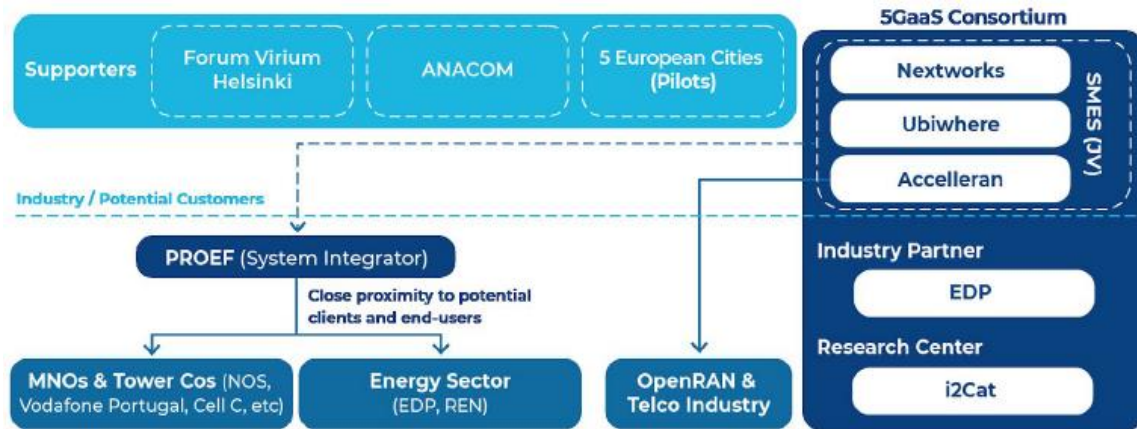 5GaaS Consortium
Supporters
Forum Virium
Helsinki
ANACOM
5 European Cities
(Pilots)
Nextworks
Ubiwhere
Accelleran
SMES (JV)
Industry / Potential Customers
PROEF (System Integrator)
Close proximity to potential
clients and end-users
MNOs & Tower Cos (NOS,
Vodafone Portugal, Cell C, etc)
Energy Sector
(EDP, REN)
OpenRAN &
Telco Industry
Industry Partner
EDP
Research Center
i2Cat